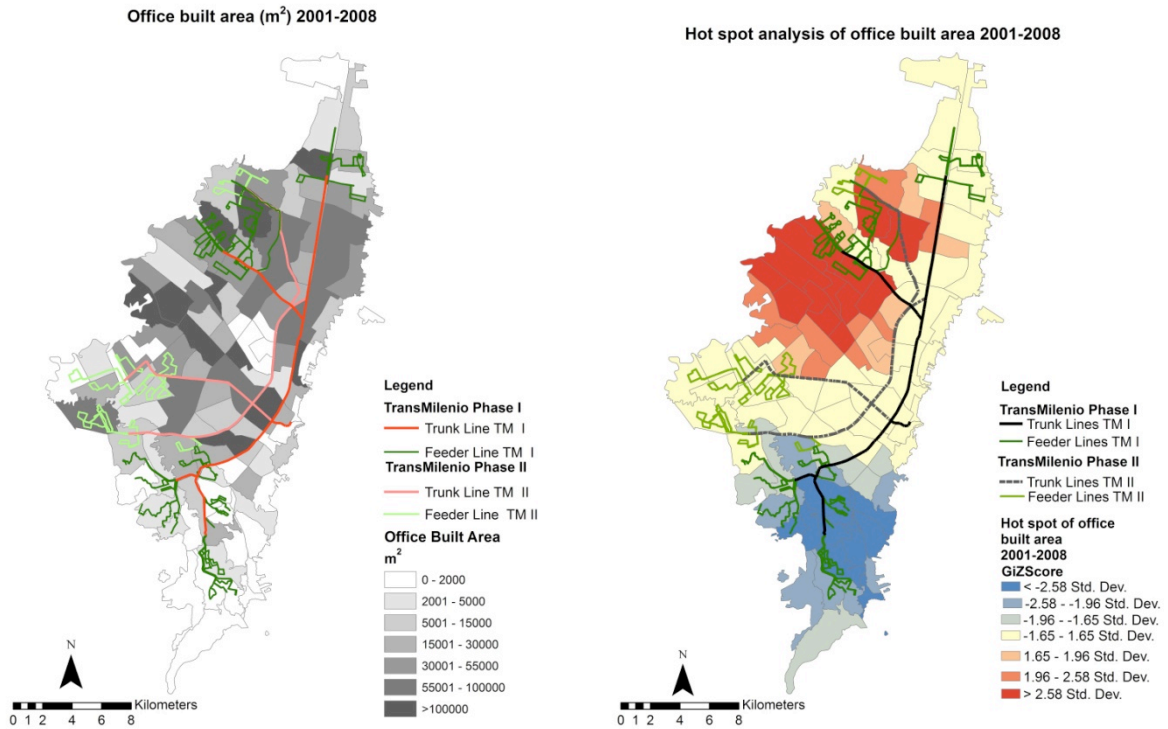 Office built area (m²) 2001-2008
Legend
TransMilenio Phase I
Trunk Line TM I
Feeder Line TM I
TransMilenio Phase II
Trunk Line TM II
Feeder Line TM II
Office Built Area
m²
0 - 2000
2001 - 5000
5001 - 15000
15001 - 30000
30001 - 55000
55001 - 100000
>100000
N
Kilometers
0 1 2 4 6 8
Hot spot analysis of office built area 2001-2008
Legend
TransMilenio Phase I
Trunk Lines TM I
Feeder Lines TM I
TransMilenio Phase II
Trunk Lines TM II
Feeder Lines TM II
Hot spot of office
built area
2001-2008
GiZScore
< -2.58 Std. Dev.
-2.58 - -1.96 Std. Dev.
-1.96 - -1.65 Std. Dev.
-1.65 - 1.65 Std. Dev.
1.65 - 1.96 Std. Dev.
1.96 - 2.58 Std. Dev.
> 2.58 Std. Dev.
N
Kilometers
0 1 2 4 6 8